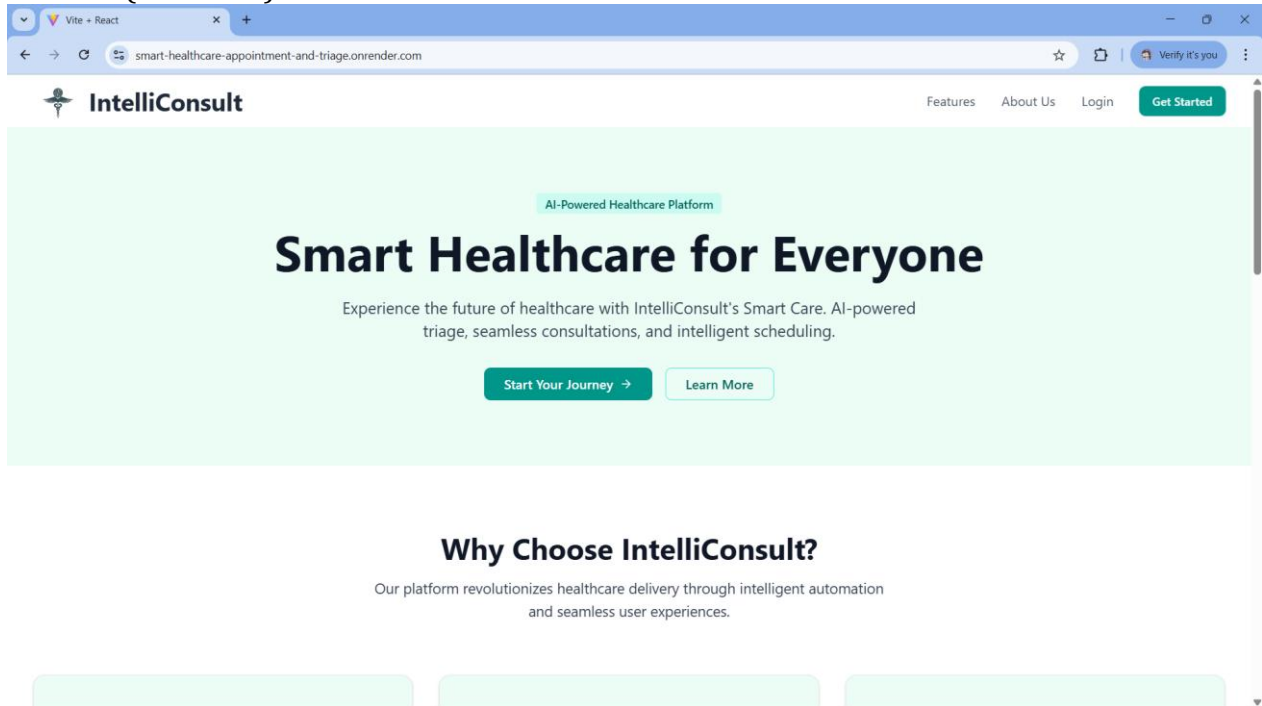 Vite + React
smart-healthcare-appointment-and-triage.onrender.com
Verify it's you
IntelliConsult
Features About Us Login Get Started
AI-Powered Healthcare Platform
Smart Healthcare for Everyone
Experience the future of healthcare with IntelliConsult's Smart Care. AI-powered
triage, seamless consultations, and intelligent scheduling.
Start Your Journey → Learn More
Why Choose IntelliConsult?
Our platform revolutionizes healthcare delivery through intelligent automation
and seamless user experiences.